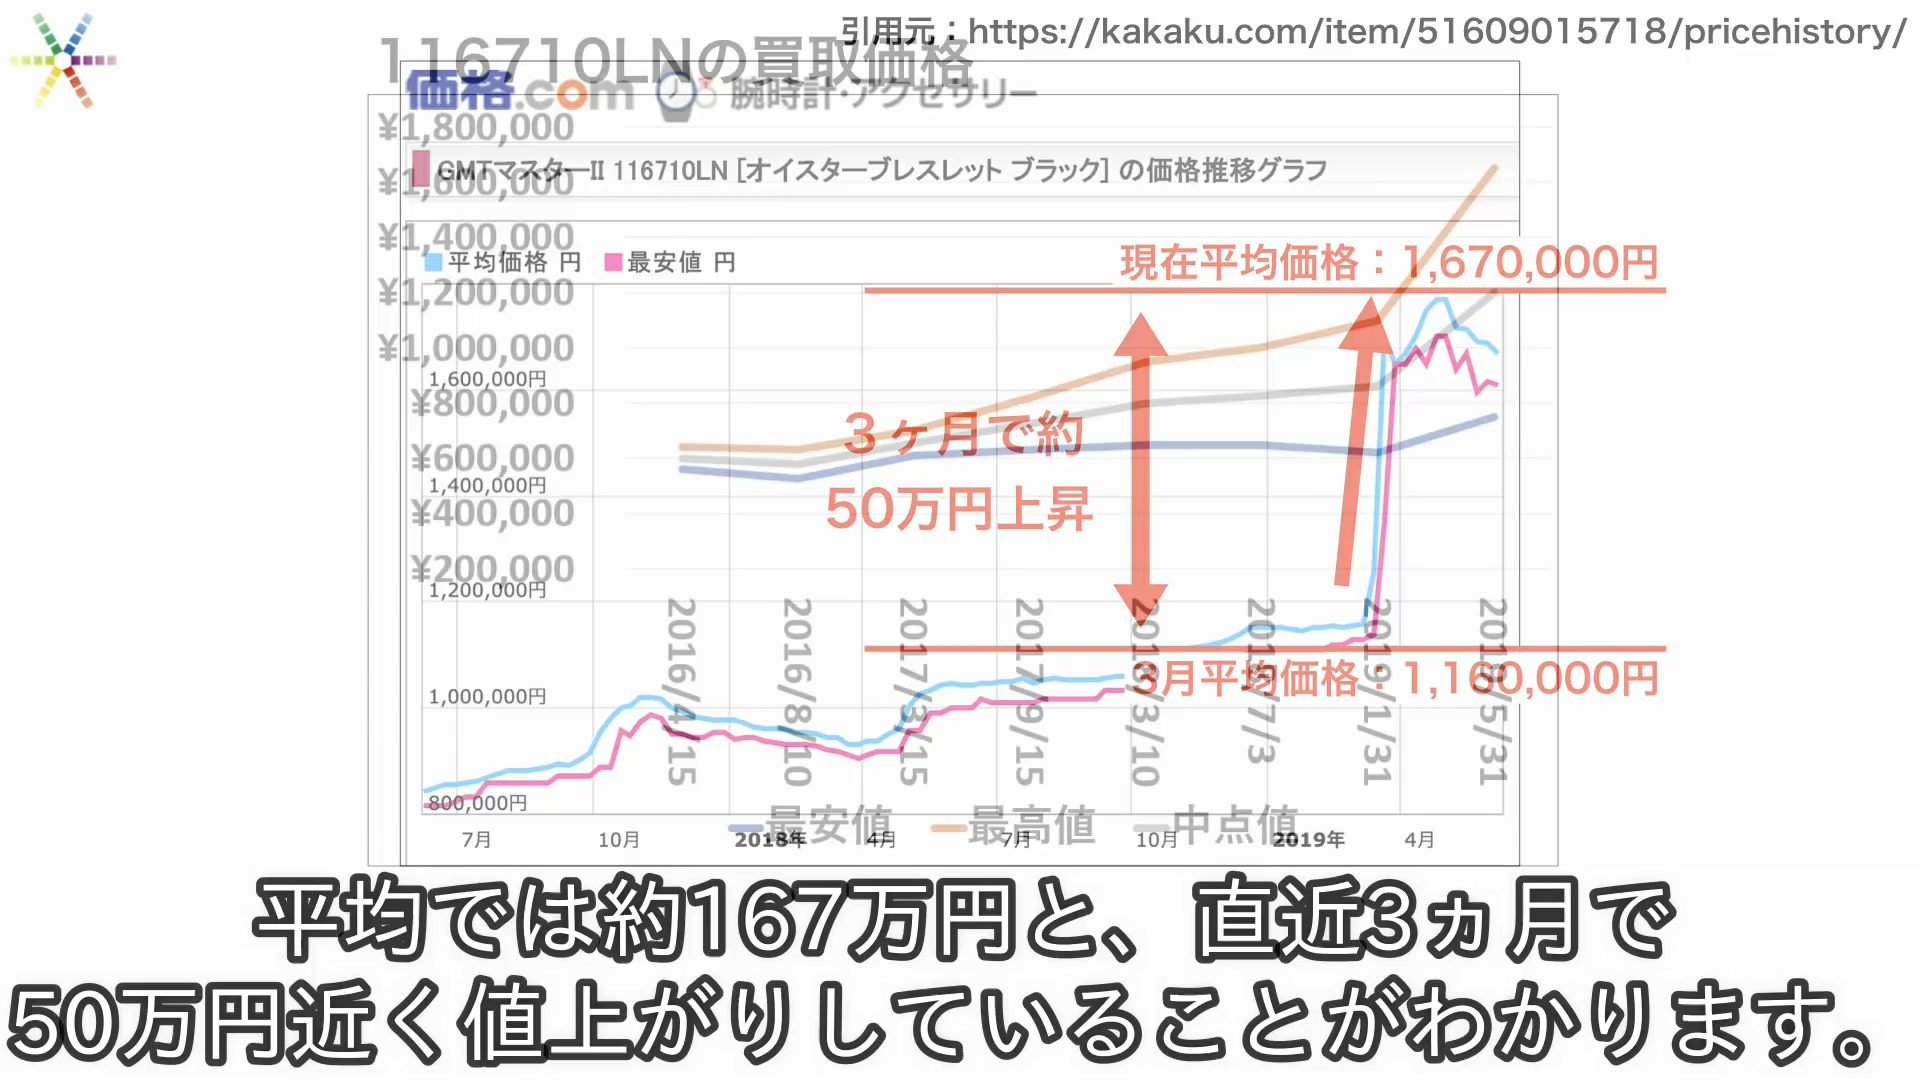 引用元：https://kakaku.com/item/51609015718/pricehistory/
116710LNの買取価格
価格.com 腕時計・アクセサリー
¥1,800,000
GMTマスターII 116710LN [オイスターブレスレット ブラック] の価格推移グラフ
¥1,600,000
¥1,400,000
平均価格 円 最安値 円
現在平均価格：1,670,000円
¥1,200,000
¥1,000,000
1,600,000円
¥800,000
3ヶ月で約
50万円上昇
¥600,000
1,400,000円
¥400,000
¥200,000
1,200,000円
3月平均価格：1,160,000円
1,000,000円
800,000円
2016/4/15
2016/8/10
2017/3/15
2017/9/15
2018/3/10
2018/7/3
2019/1/31
2019/5/31
最安値 最高値 中点値
7月 10月 2018年 4月 7月 10月 2019年 4月
平均では約167万円と、直近3ヵ月で
50万円近く値上がりしていることがわかります。